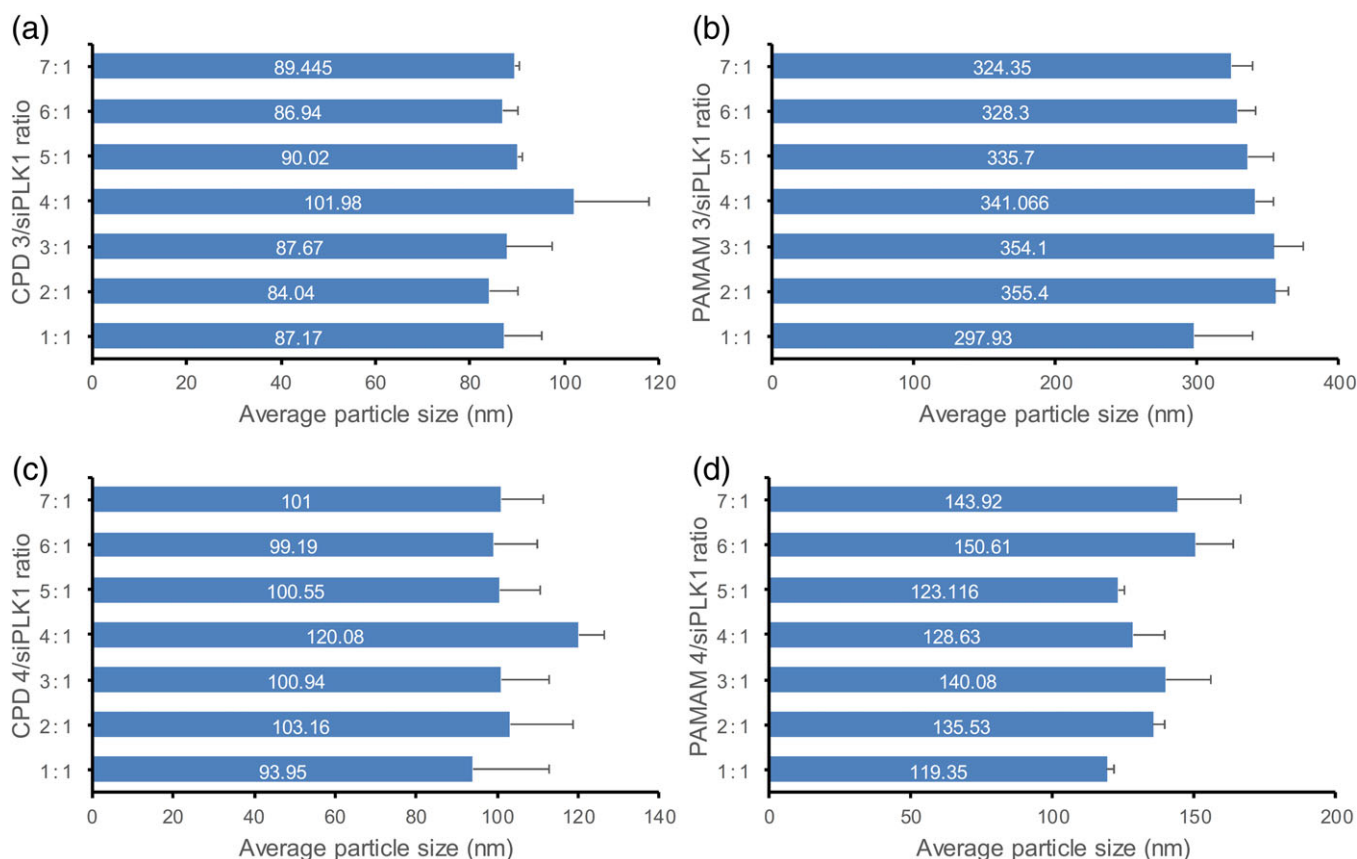 (a)
CPD 3/siPLK1 ratio
7:1 89.445
6:1 86.94
5:1 90.02
4:1 101.98
3:1 87.67
2:1 84.04
1:1 87.17
0 20 40 60 80 100 120
Average particle size (nm)
(b)
PAMAM 3/siPLK1 ratio
7:1 324.35
6:1 328.3
5:1 335.7
4:1 341.066
3:1 354.1
2:1 355.4
1:1 297.93
0 100 200 300 400
Average particle size (nm)
(c)
CPD 4/siPLK1 ratio
7:1 101
6:1 99.19
5:1 100.55
4:1 120.08
3:1 100.94
2:1 103.16
1:1 93.95
0 20 40 60 80 100 120 140
Average particle size (nm)
(d)
PAMAM 4/siPLK1 ratio
7:1 143.92
6:1 150.61
5:1 123.116
4:1 128.63
3:1 140.08
2:1 135.53
1:1 119.35
0 50 100 150 200
Average particle size (nm)